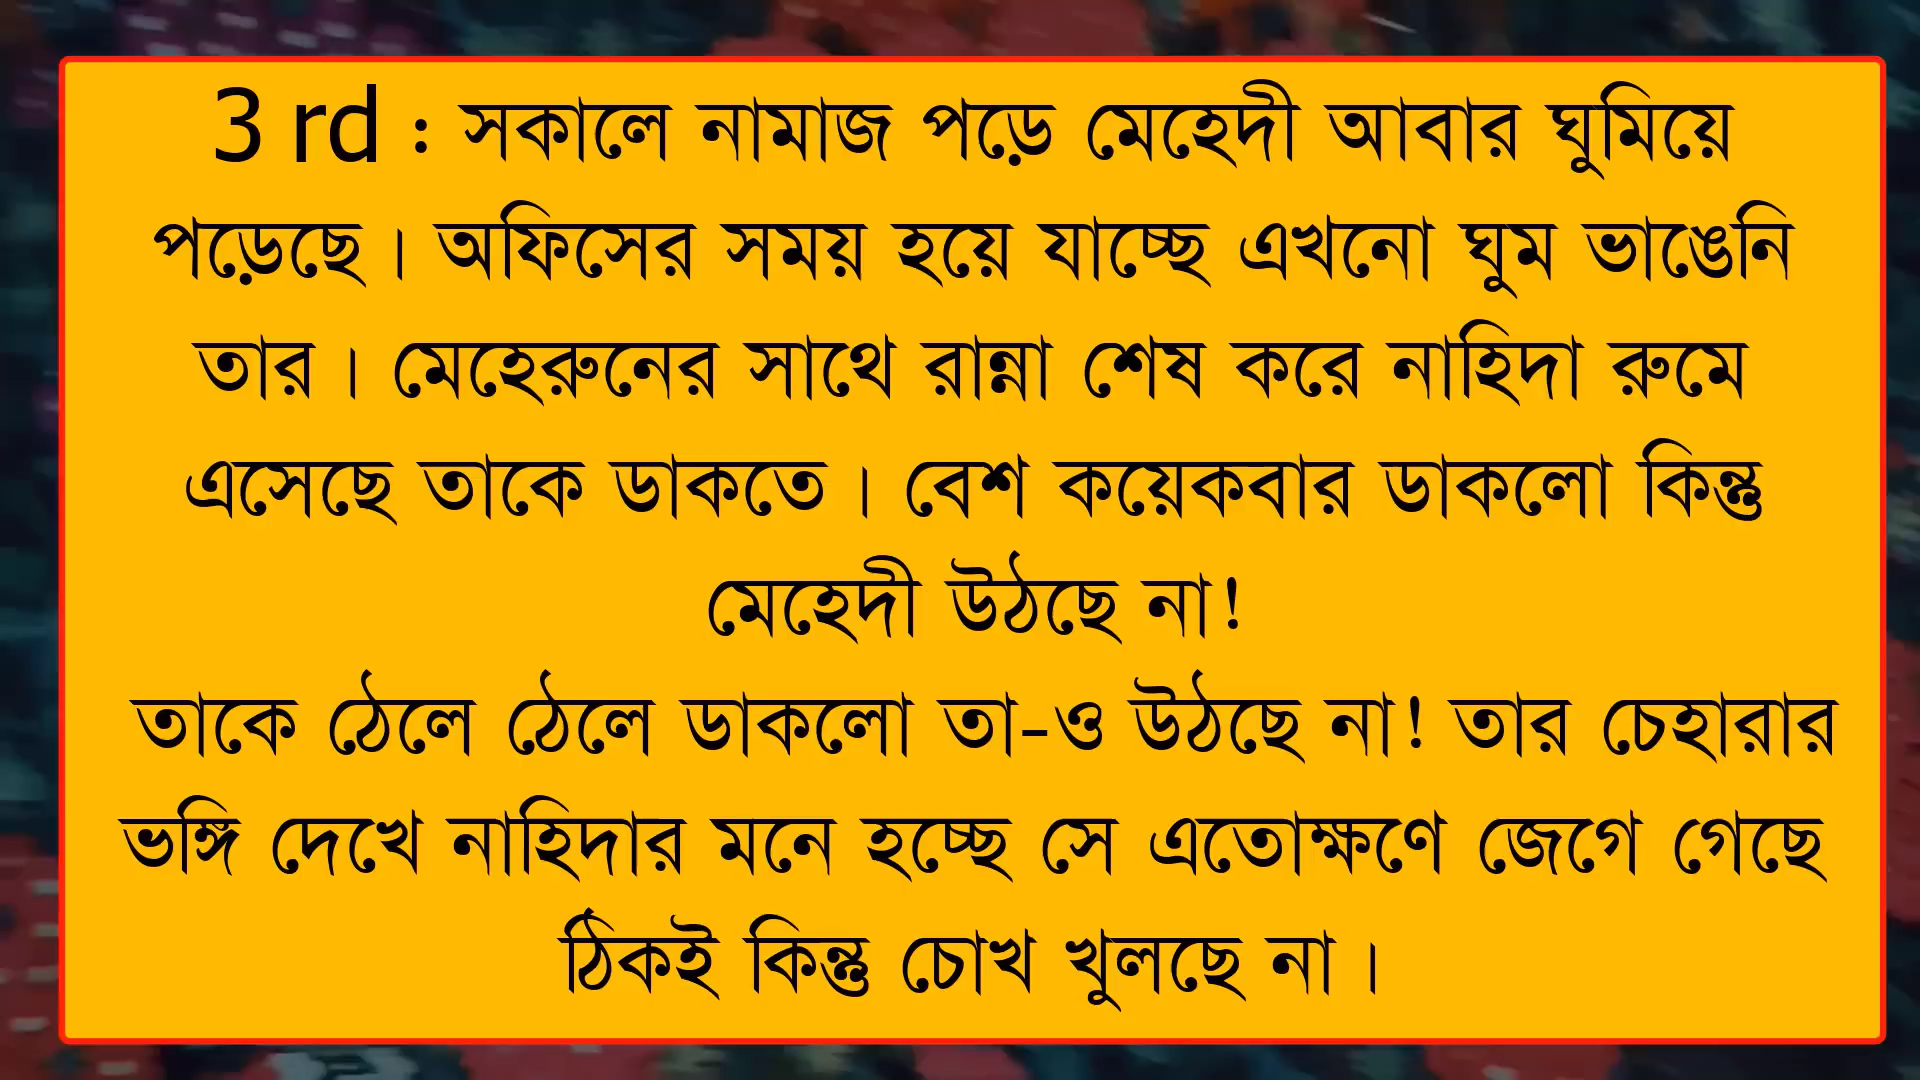 3 rd : সকালে নামাজ পড়ে মেহেদী আবার ঘুমিয়ে
পড়েছে। অফিসের সময় হয়ে যাচ্ছে এখনো ঘুম ভাঙেনি
তার। মেহেরুনের সাথে রান্না শেষ করে নাহিদা রুমে
এসেছে তাকে ডাকতে। বেশ কয়েকবার ডাকলো কিন্তু
মেহেদী উঠছে না!
তাকে ঠেলে ঠেলে ডাকলো তা-ও উঠছে না! তার চেহারার
ভঙ্গি দেখে নাহিদার মনে হচ্ছে সে এতোক্ষণে জেগে গেছে
ঠিকই কিন্তু চোখ খুলছে না।